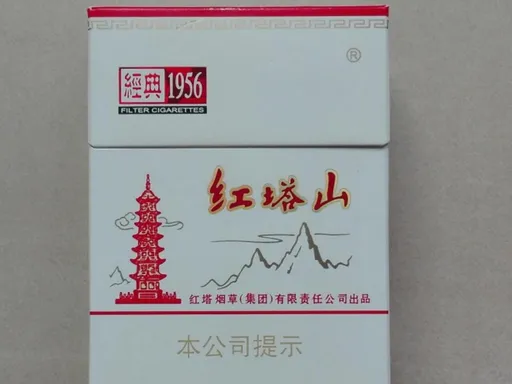 經典 1956
FILTER CIGARETTES
®
红塔山
红塔烟草(集团)有限责任公司出品
本公司提示